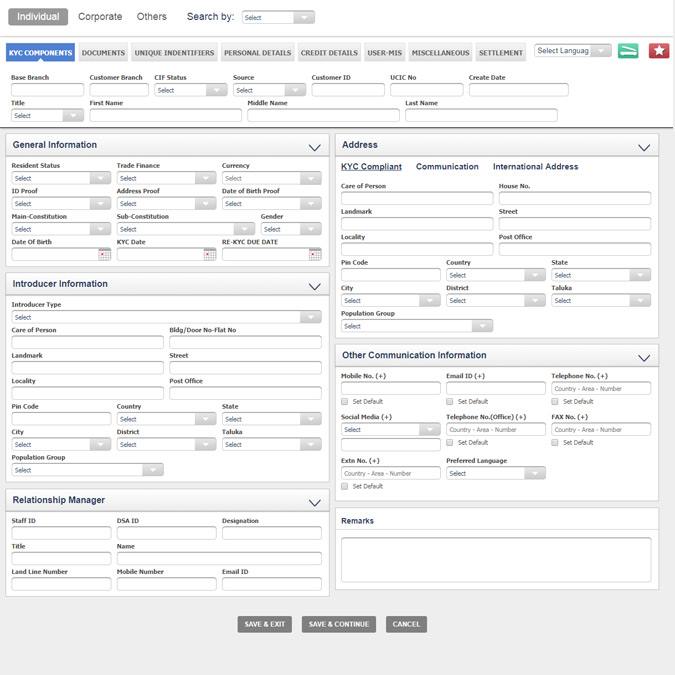 Individual Corporate Others Search by: Select
KYC COMPONENTS DOCUMENTS UNIQUE INDENTIFIERS PERSONAL DETAILS CREDIT DETAILS USER-MIS MISCELLANEOUS SETTLEMENT Select Languag
Base Branch Customer Branch CIF Status Source Customer ID UCIC No Create Date
Select Select
Title First Name Middle Name Last Name
Select
General Information
Resident Status Trade Finance Currency
Select Select Select
ID Proof Address Proof Date of Birth Proof
Select Select Select
Main-Constitution Sub-Constitution Gender
Select Select Select
Date Of Birth KYC Date RE-KYC DUE DATE
Introducer Information
Introducer Type
Select
Care of Person Bldg/Door No-Flat No
Landmark Street
Locality Post Office
Pin Code Country State
Select Select
City District Taluka
Select Select Select
Population Group
Select
Relationship Manager
Staff ID DSA ID Designation
Title Name
Land Line Number Mobile Number Email ID
Address
KYC Compliant Communication International Address
Care of Person House No.
Landmark Street
Locality Post Office
Pin Code Country State
Select Select
City District Taluka
Select Select Select
Population Group
Select
Other Communication Information
Mobile No. (+) Email ID (+) Telephone No. (+)
Country - Area - Number
Set Default Set Default Set Default
Social Media (+) Telephone No.(Office) (+) FAX No. (+)
Select Country - Area - Number Country - Area - Number
Set Default Set Default
Extn No. (+) Preferred Language
Country - Area - Number Select
Set Default
Remarks
SAVE & EXIT SAVE & CONTINUE CANCEL